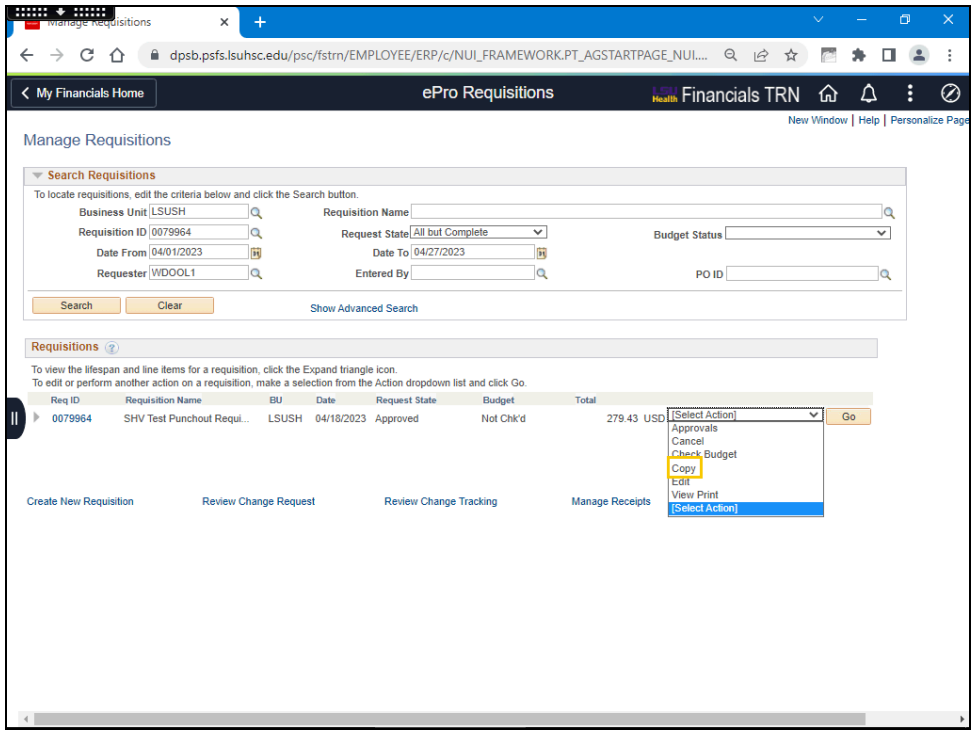 Manage Requisitions
dpsb.psfs.lsuhsc.edu/psc/fstrn/EMPLOYEE/ERP/c/NUI_FRAMEWORK.PT_AGSTARTPAGE_NUI....
My Financials Home ePro Requisitions LSU Health Financials TRN
New Window | Help | Personalize Page
Manage Requisitions
Search Requisitions
To locate requisitions, edit the criteria below and click the Search button.
Business Unit LSUSH Requisition Name
Requisition ID 0079964 Request State All but Complete Budget Status
Date From 04/01/2023 Date To 04/27/2023
Requester WDOOL1 Entered By PO ID
Search Clear Show Advanced Search
Requisitions
To view the lifespan and line items for a requisition, click the Expand triangle icon.
To edit or perform another action on a requisition, make a selection from the Action dropdown list and click Go.
Req ID Requisition Name BU Date Request State Budget Total
0079964 SHV Test Punchout Requi... LSUSH 04/18/2023 Approved Not Chk'd 279.43 USD [Select Action] Go
Approvals
Cancel
Check Budget
Copy
Edit
View Print
[Select Action]
Create New Requisition Review Change Request Review Change Tracking Manage Receipts